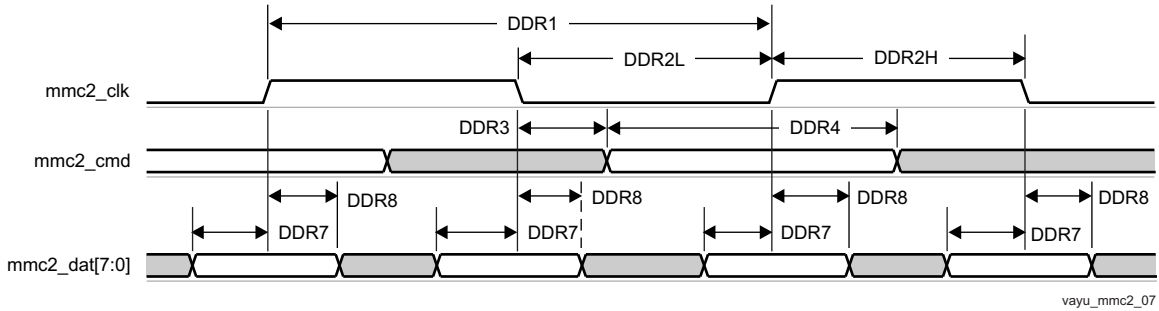 DDR1
DDR2L DDR2H
mmc2_clk
DDR3 DDR4
mmc2_cmd
DDR8 DDR8 DDR8 DDR8
DDR7 DDR7 DDR7 DDR7
mmc2_dat[7:0]
vayu_mmc2_07